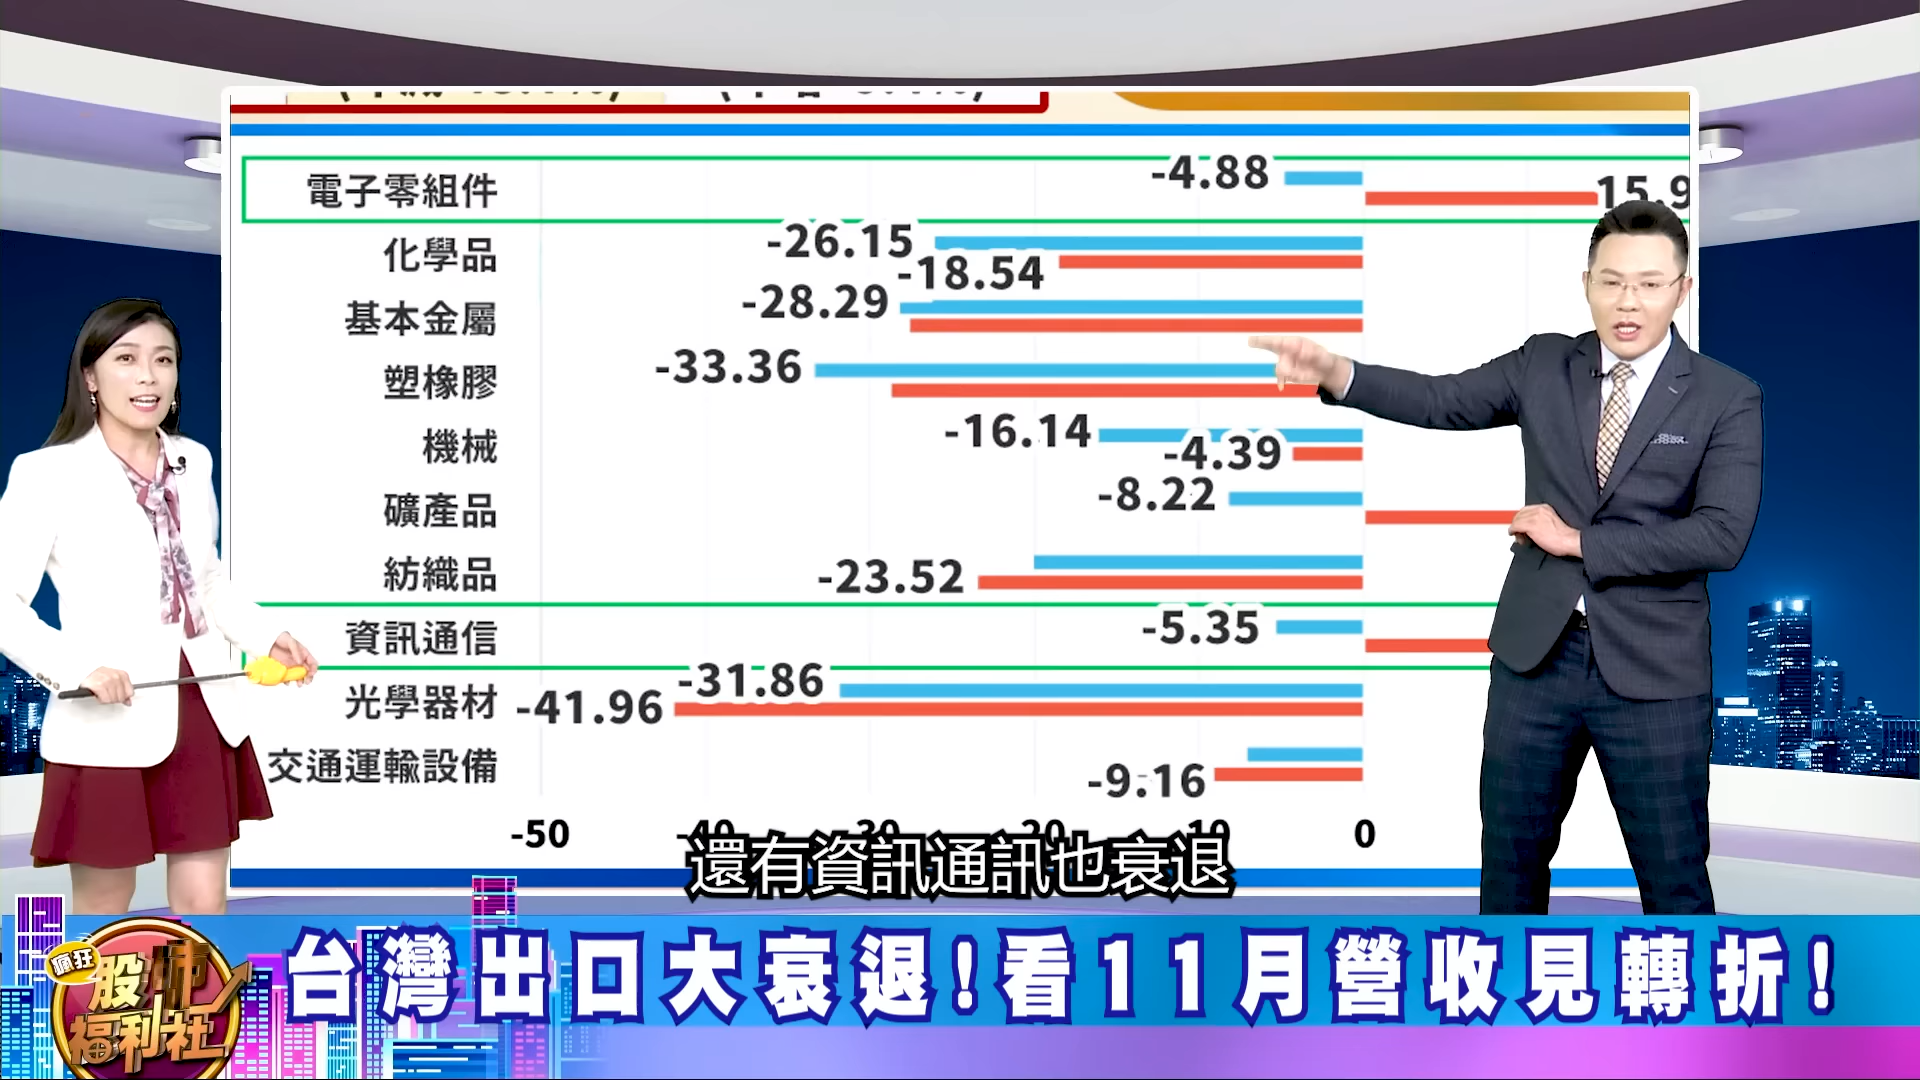 電子零組件
-4.88
15.9
化學品
-26.15
-18.54
基本金屬
-28.29
塑橡膠
-33.36
機械
-16.14
-4.39
礦產品
-8.22
紡織品
-23.52
資訊通信
-5.35
光學器材
-31.86
-41.96
交通運輸設備
-9.16
-50 -40 -30 -20 -10 0
還有資訊通訊也衰退
台灣出口大衰退!看11月營收見轉折!
瘋狂
股市
福利社